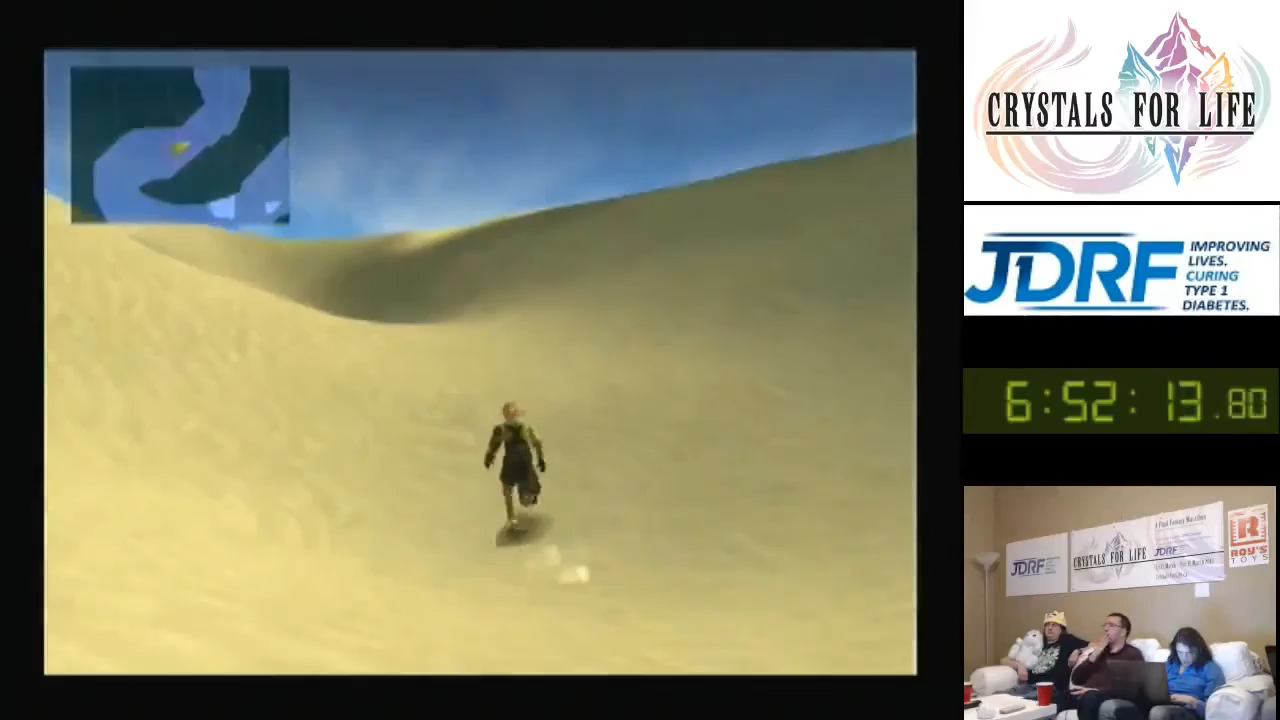 CRYSTALS FOR LIFE
JDRF
IMPROVING
LIVES.
CURING
TYPE 1
DIABETES.
6:52:13.80
JDRF
CRYSTALS FOR LIFE
A Final Fantasy Marathon
JDRF
R
ROY'S
TOYS